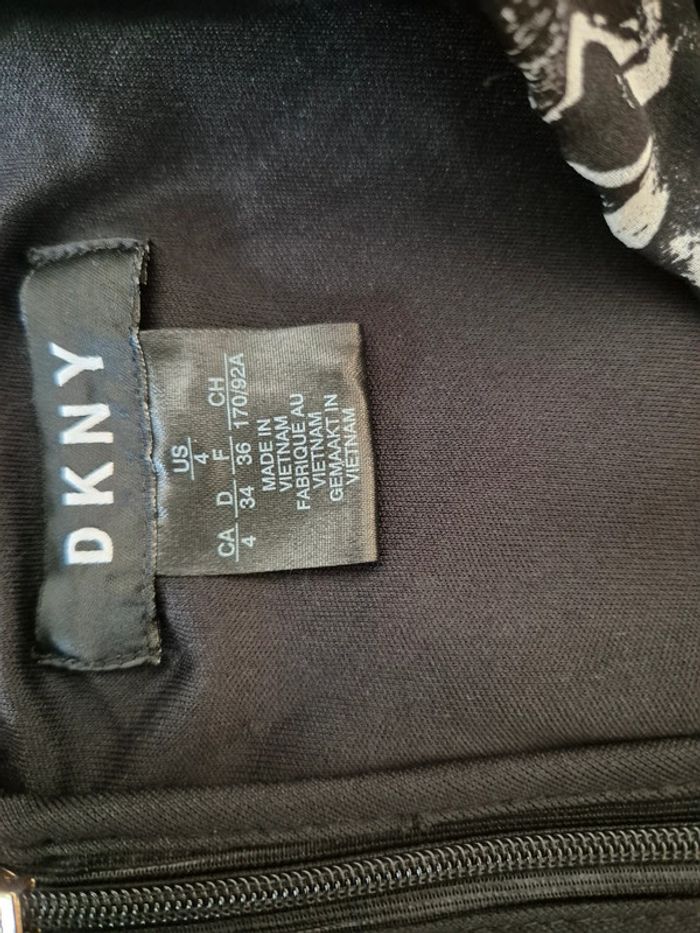 DKNY
US
4
CA D F CH
4 34 36 170/92A
MADE IN
VIETNAM
FABRIQUE AU
VIETNAM
GEMAAKT IN
VIETNAM